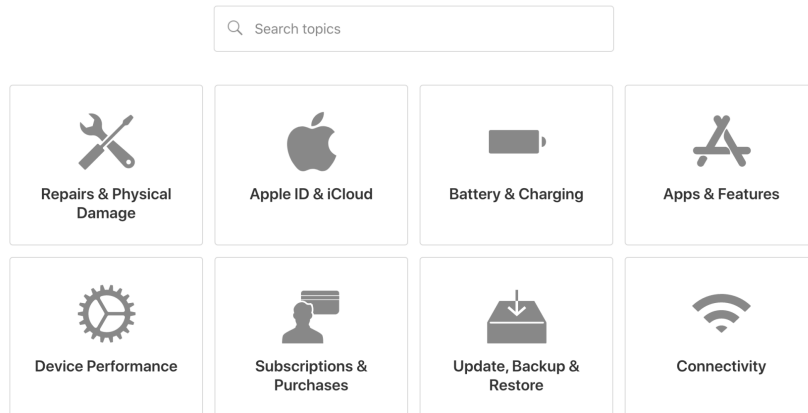 Search topics
Repairs & Physical
Damage
Apple ID & iCloud
Battery & Charging
Apps & Features
Device Performance
Subscriptions &
Purchases
Update, Backup &
Restore
Connectivity